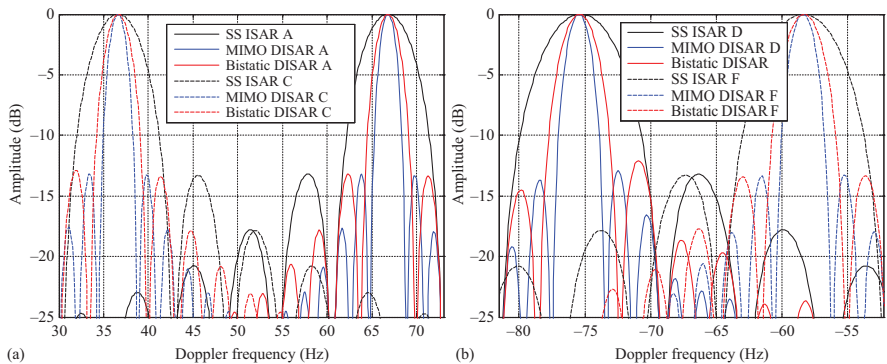 0
−5
−10
−15
−20
−25
Amplitude (dB)
SS ISAR A
MIMO DISAR A
Bistatic DISAR A
SS ISAR C
MIMO DISAR C
Bistatic DISAR C
30 35 40 45 50 55 60 65 70
(a) Doppler frequency (Hz)
0
−5
−10
−15
−20
−25
Amplitude (dB)
SS ISAR D
MIMO DISAR D
Bistatic DISAR
SS ISAR F
MIMO DISAR F
Bistatic DISAR F
−80 −75 −70 −65 −60 −55
(b) Doppler frequency (Hz)